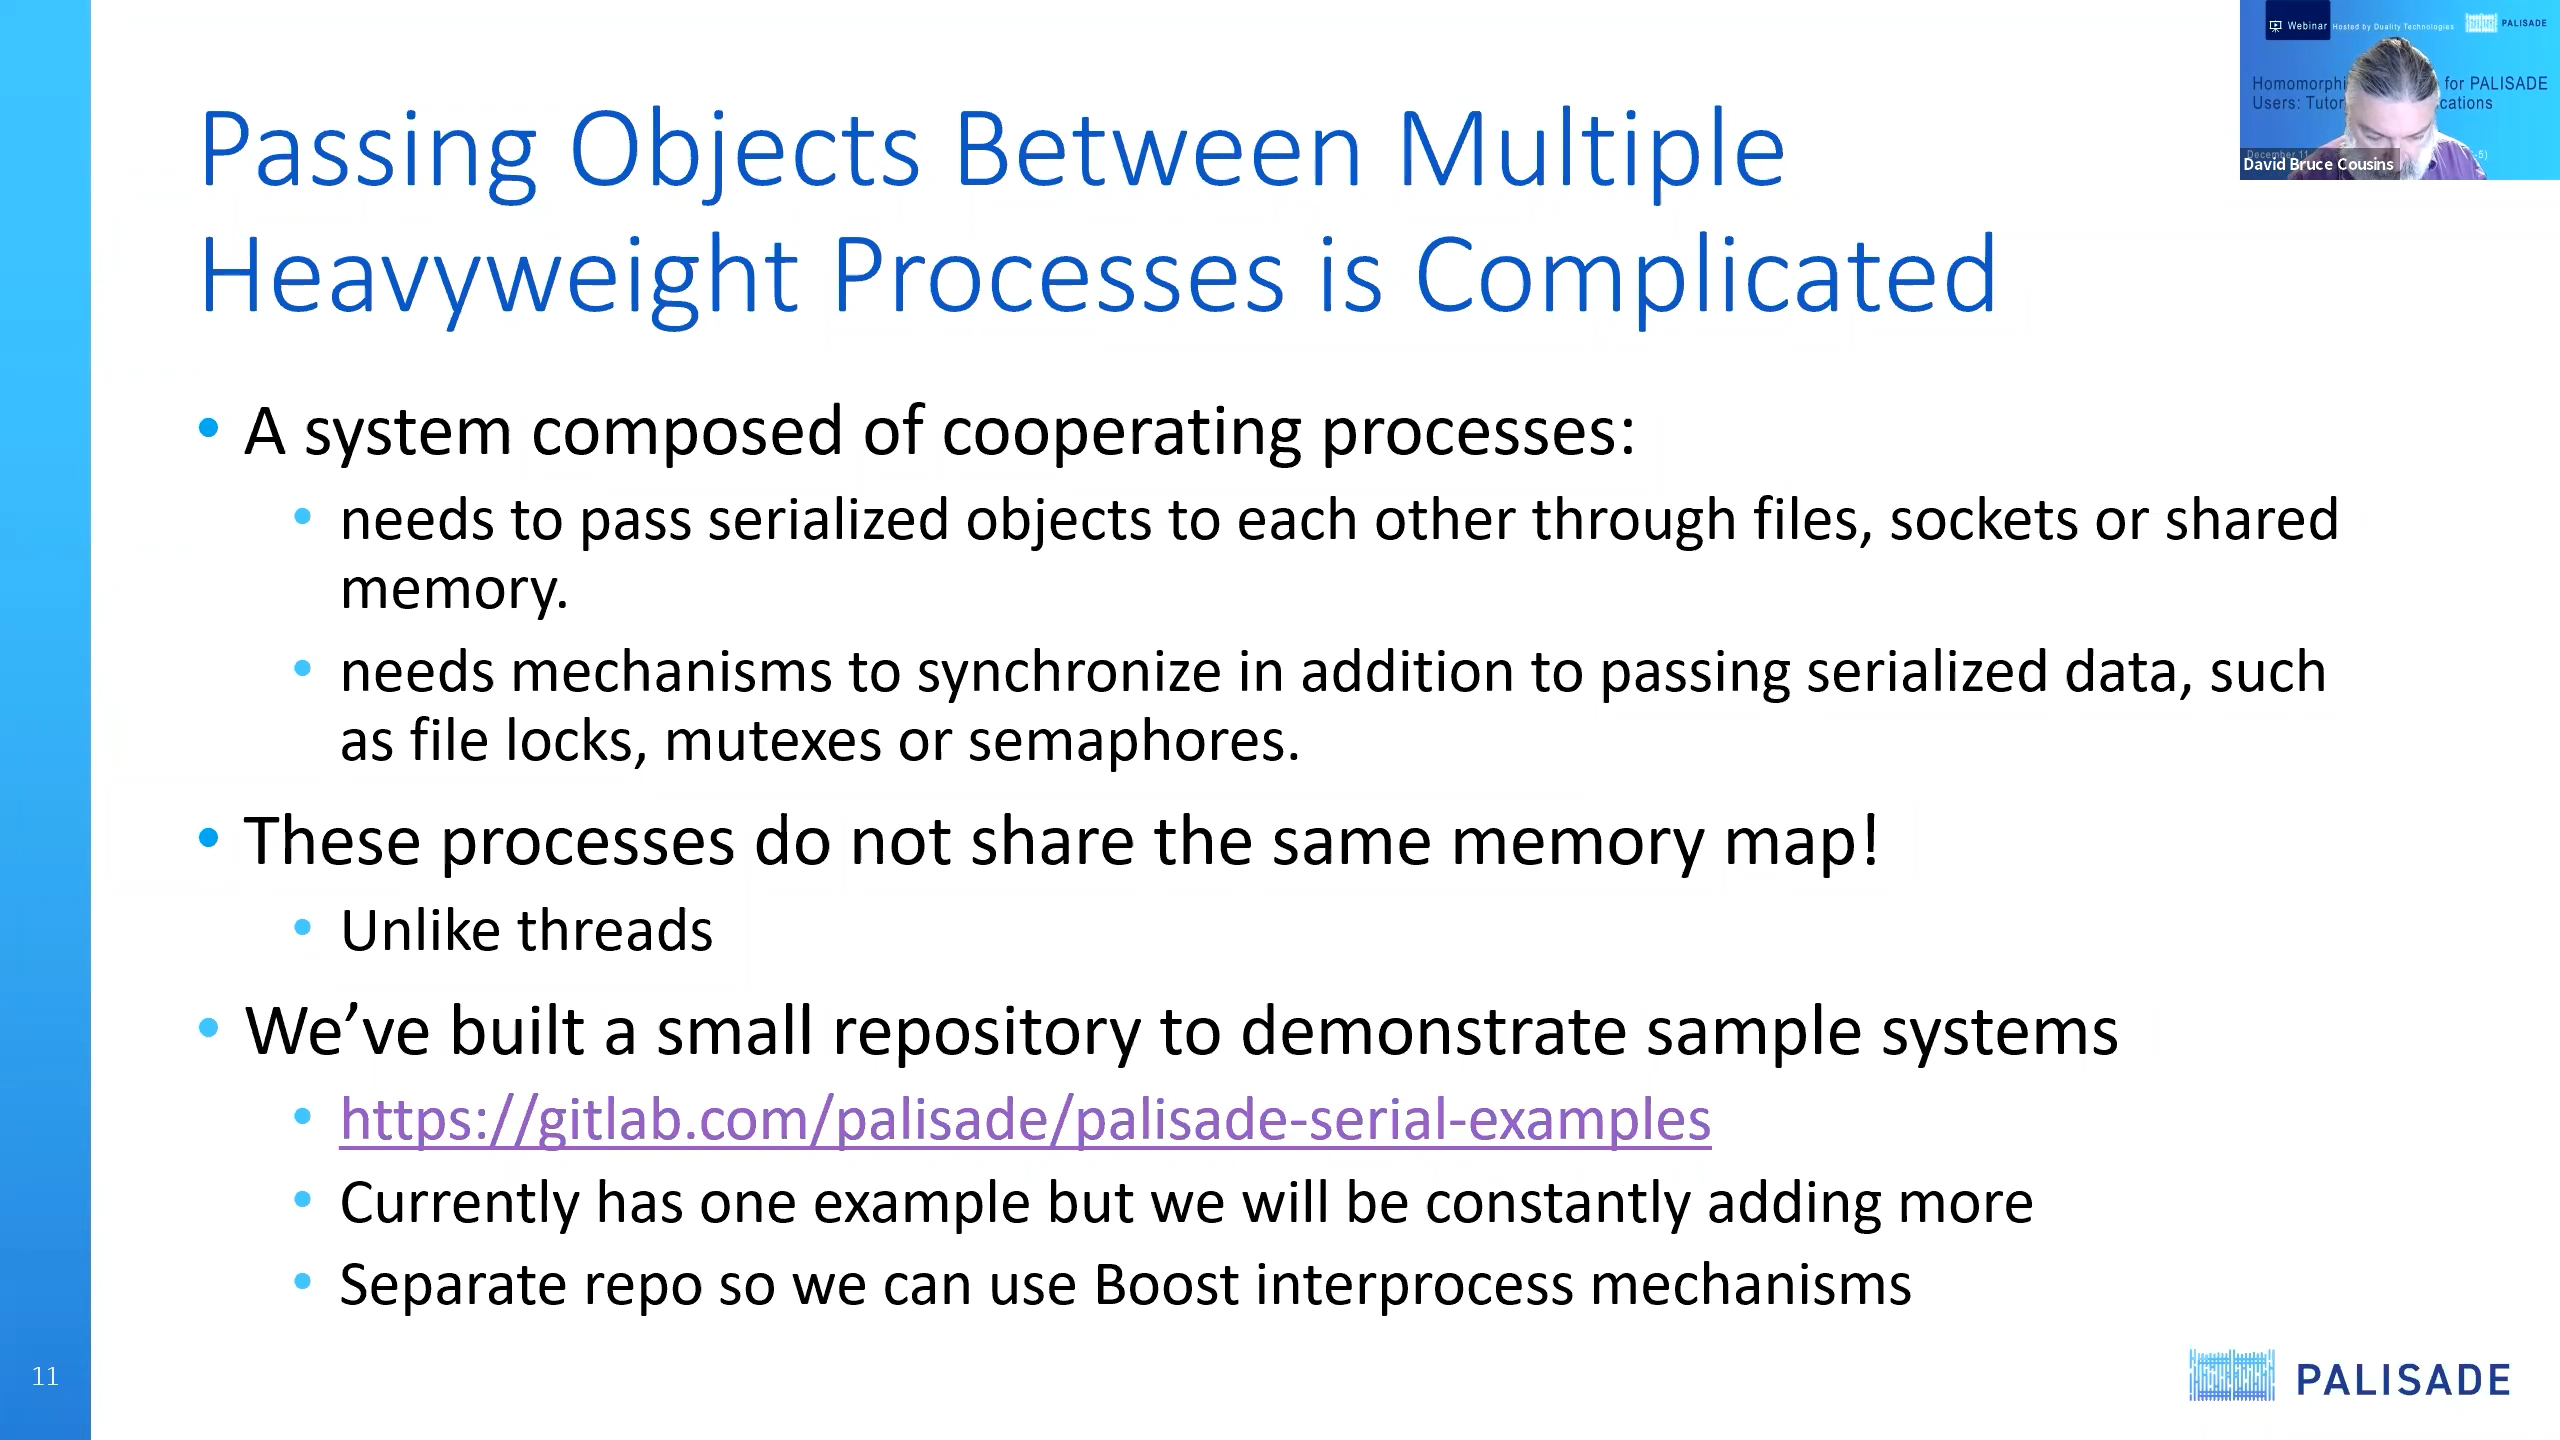 Webinar Hosted by Duality Technologies PALISADE
for PALISADE
Users:
David Bruce Cousins
Passing Objects Between Multiple
Heavyweight Processes is Complicated
• A system composed of cooperating processes:
• needs to pass serialized objects to each other through files, sockets or shared
memory.
• needs mechanisms to synchronize in addition to passing serialized data, such
as file locks, mutexes or semaphores.
• These processes do not share the same memory map!
• Unlike threads
• We’ve built a small repository to demonstrate sample systems
• https://gitlab.com/palisade/palisade-serial-examples
• Currently has one example but we will be constantly adding more
• Separate repo so we can use Boost interprocess mechanisms
11
PALISADE